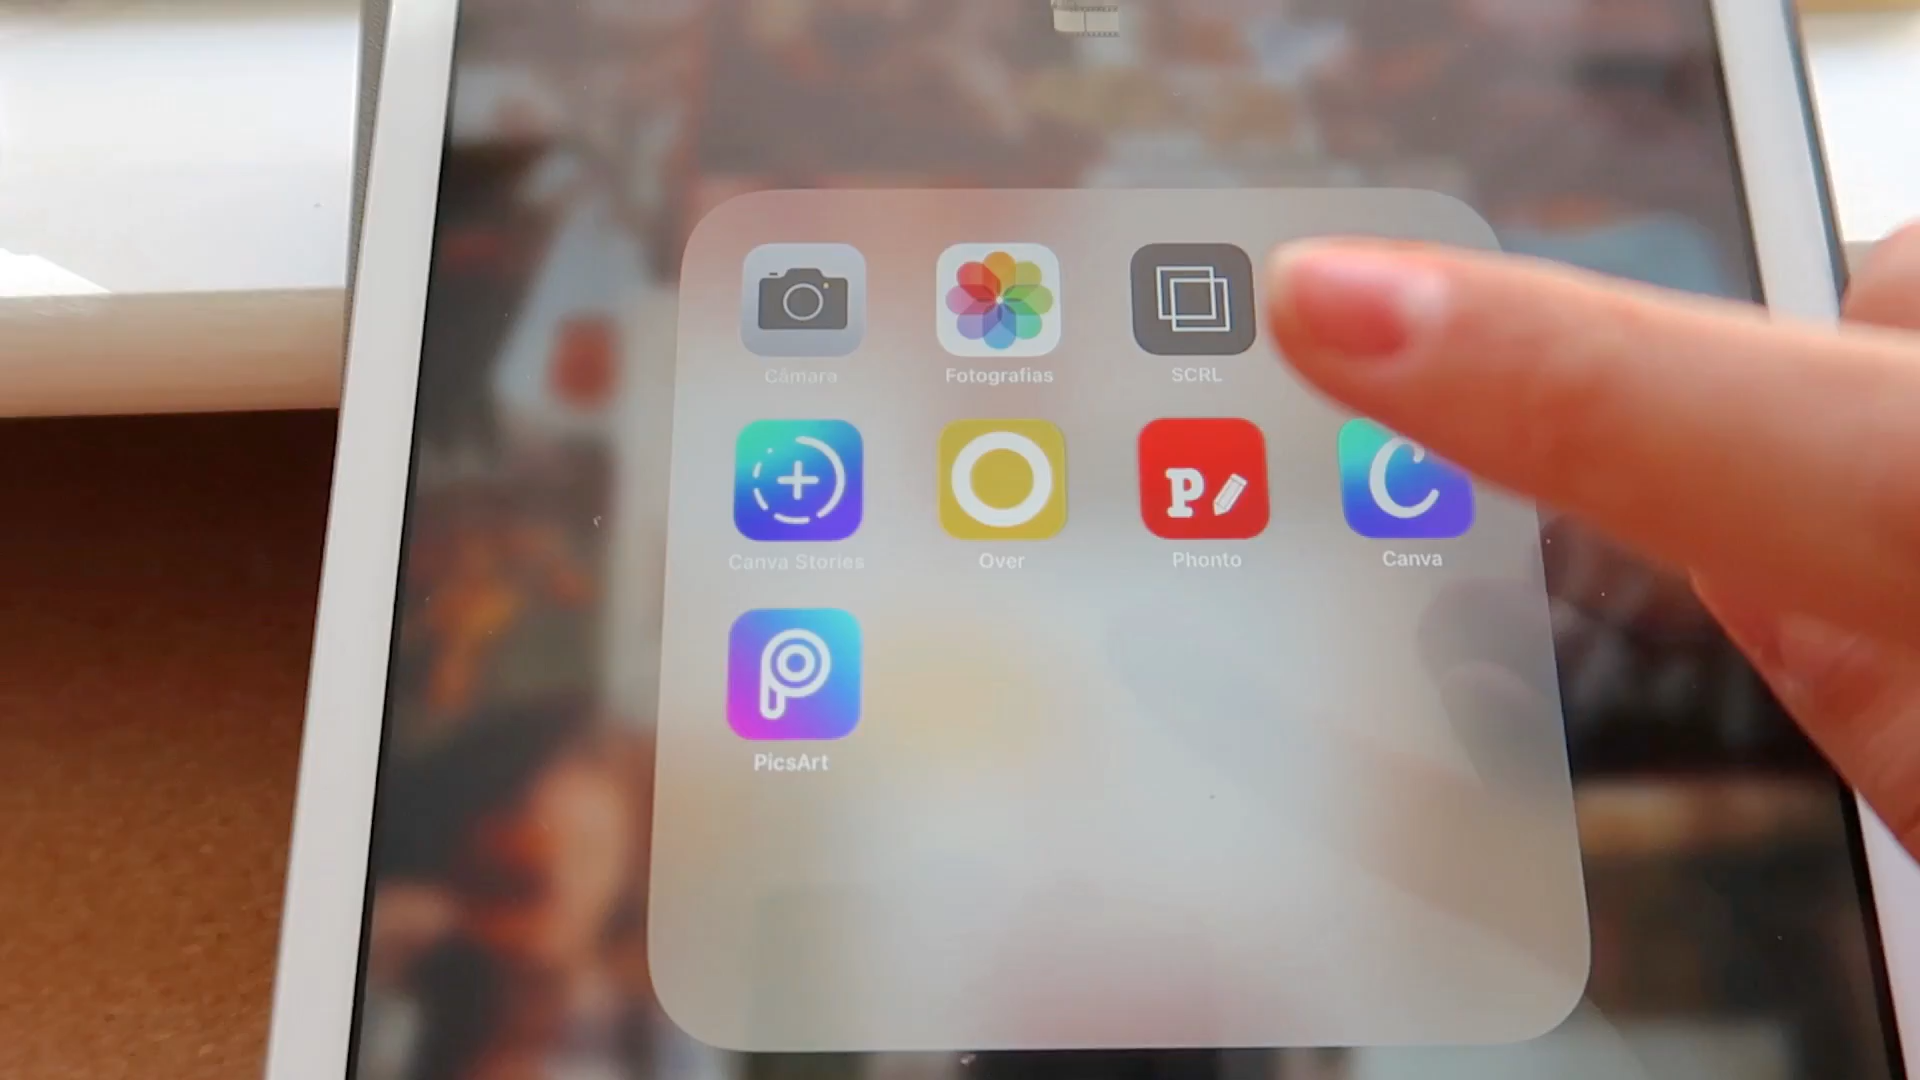 Câmara
Fotografias
SCRL
Canva Stories
Over
P
Phonto
C
Canva
PicsArt